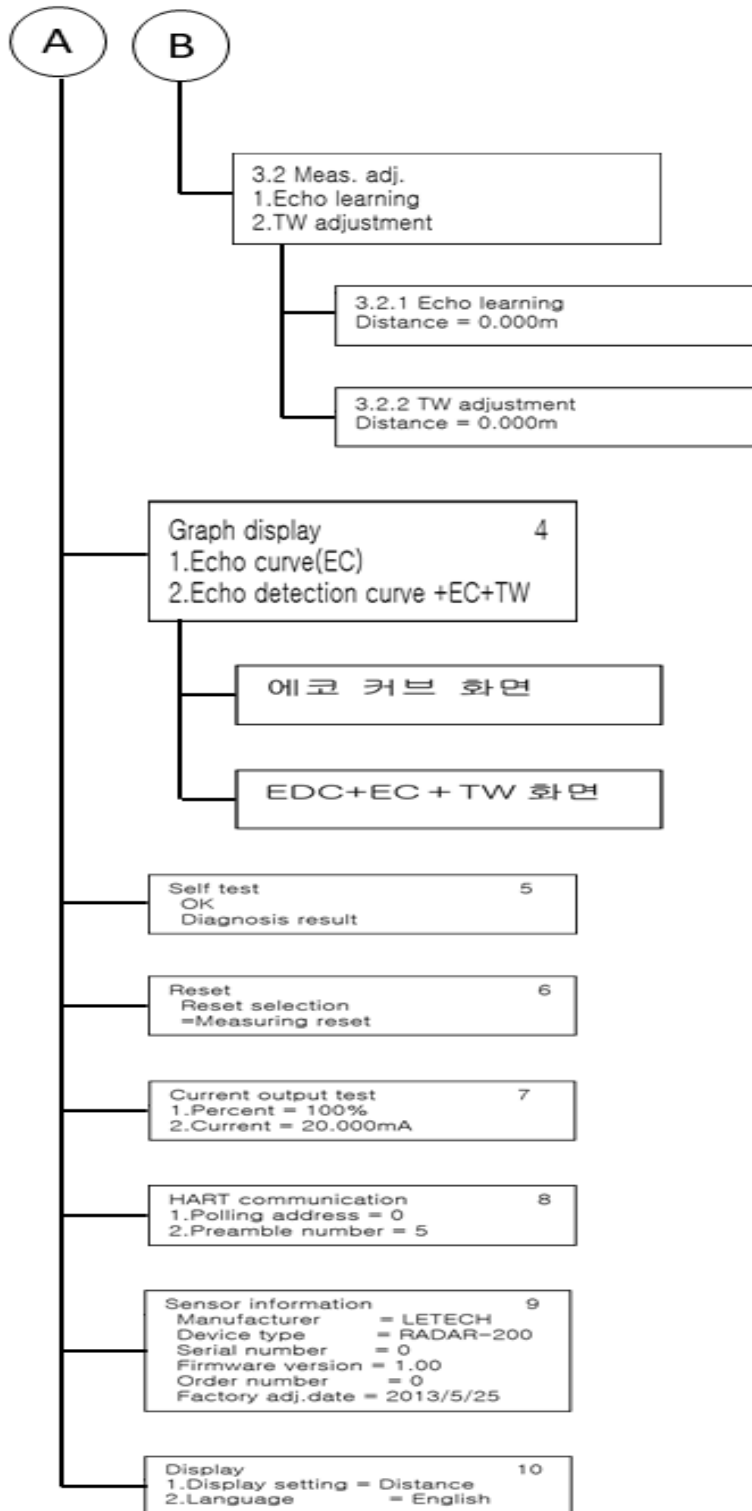 A
B
3.2 Meas. adj.
1.Echo learning
2.TW adjustment
3.2.1 Echo learning
Distance = 0.000m
3.2.2 TW adjustment
Distance = 0.000m
Graph display 4
1.Echo curve(EC)
2.Echo detection curve +EC+TW
에코 커브 화면
EDC+EC + TW 화면
Self test 5
OK
Diagnosis result
Reset 6
Reset selection
=Measuring reset
Current output test 7
1.Percent = 100%
2.Current = 20.000mA
HART communication 8
1.Polling address = 0
2.Preamble number = 5
Sensor information 9
Manufacturer = LETECH
Device type = RADAR-200
Serial number = 0
Firmware version = 1.00
Order number = 0
Factory adj.date = 2013/5/25
Display 10
1.Display setting = Distance
2.Language = English